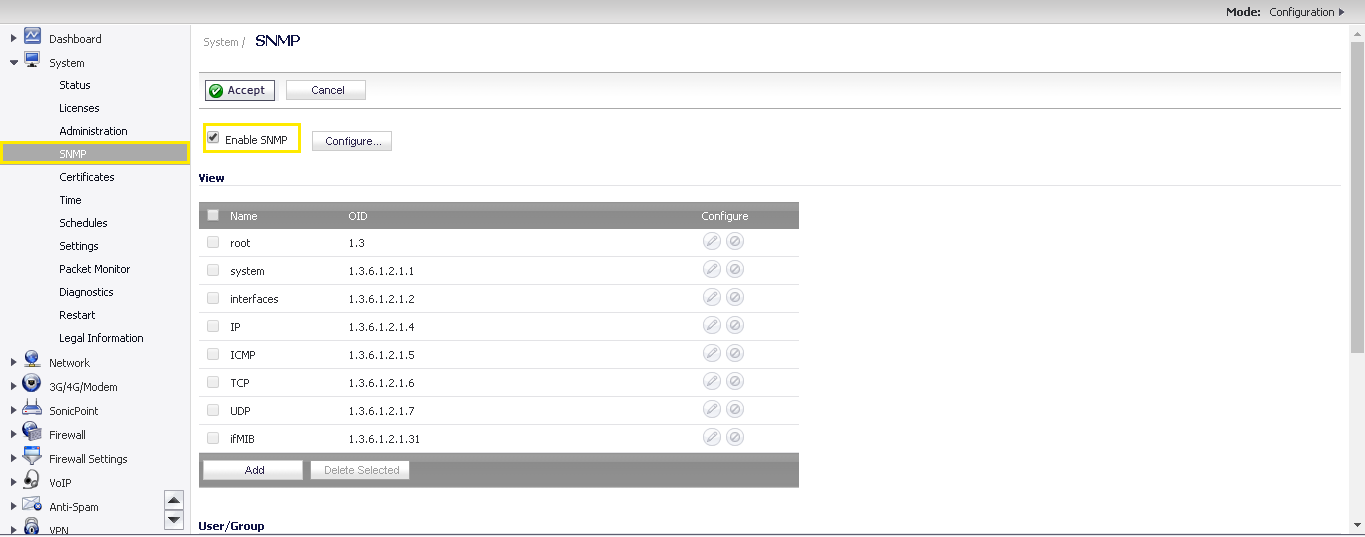 Mode: Configuration
Dashboard
System
Status
Licenses
Administration
SNMP
Certificates
Time
Schedules
Settings
Packet Monitor
Diagnostics
Restart
Legal Information
Network
3G/4G/Modem
SonicPoint
Firewall
Firewall Settings
VoIP
Anti-Spam
VPN
System / SNMP
Accept Cancel
Enable SNMP Configure...
View
Name OID Configure
root 1.3
system 1.3.6.1.2.1.1
interfaces 1.3.6.1.2.1.2
IP 1.3.6.1.2.1.4
ICMP 1.3.6.1.2.1.5
TCP 1.3.6.1.2.1.6
UDP 1.3.6.1.2.1.7
ifMIB 1.3.6.1.2.1.31
Add Delete Selected
User/Group